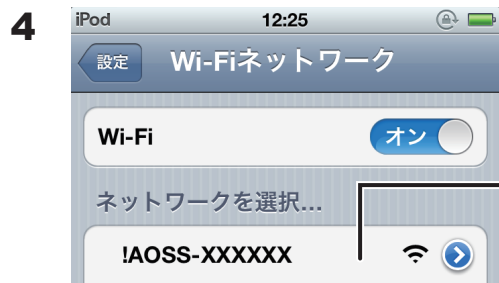 4
iPod 12:25
設定 Wi-Fiネットワーク
Wi-Fi オン
ネットワークを選択...
!AOSS-XXXXXX